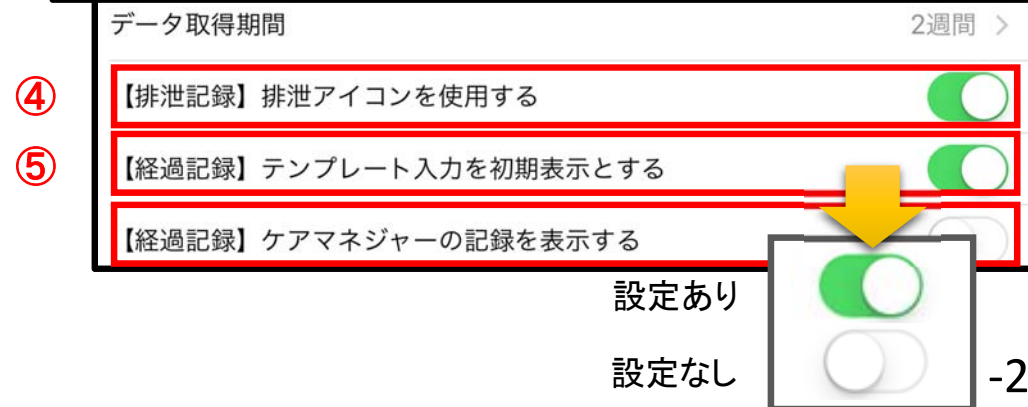 データ取得期間 2週間 >
④ 【排泄記録】排泄アイコンを使用する
⑤ 【経過記録】テンプレート入力を初期表示とする
【経過記録】ケアマネジャーの記録を表示する
設定あり
設定なし
-2